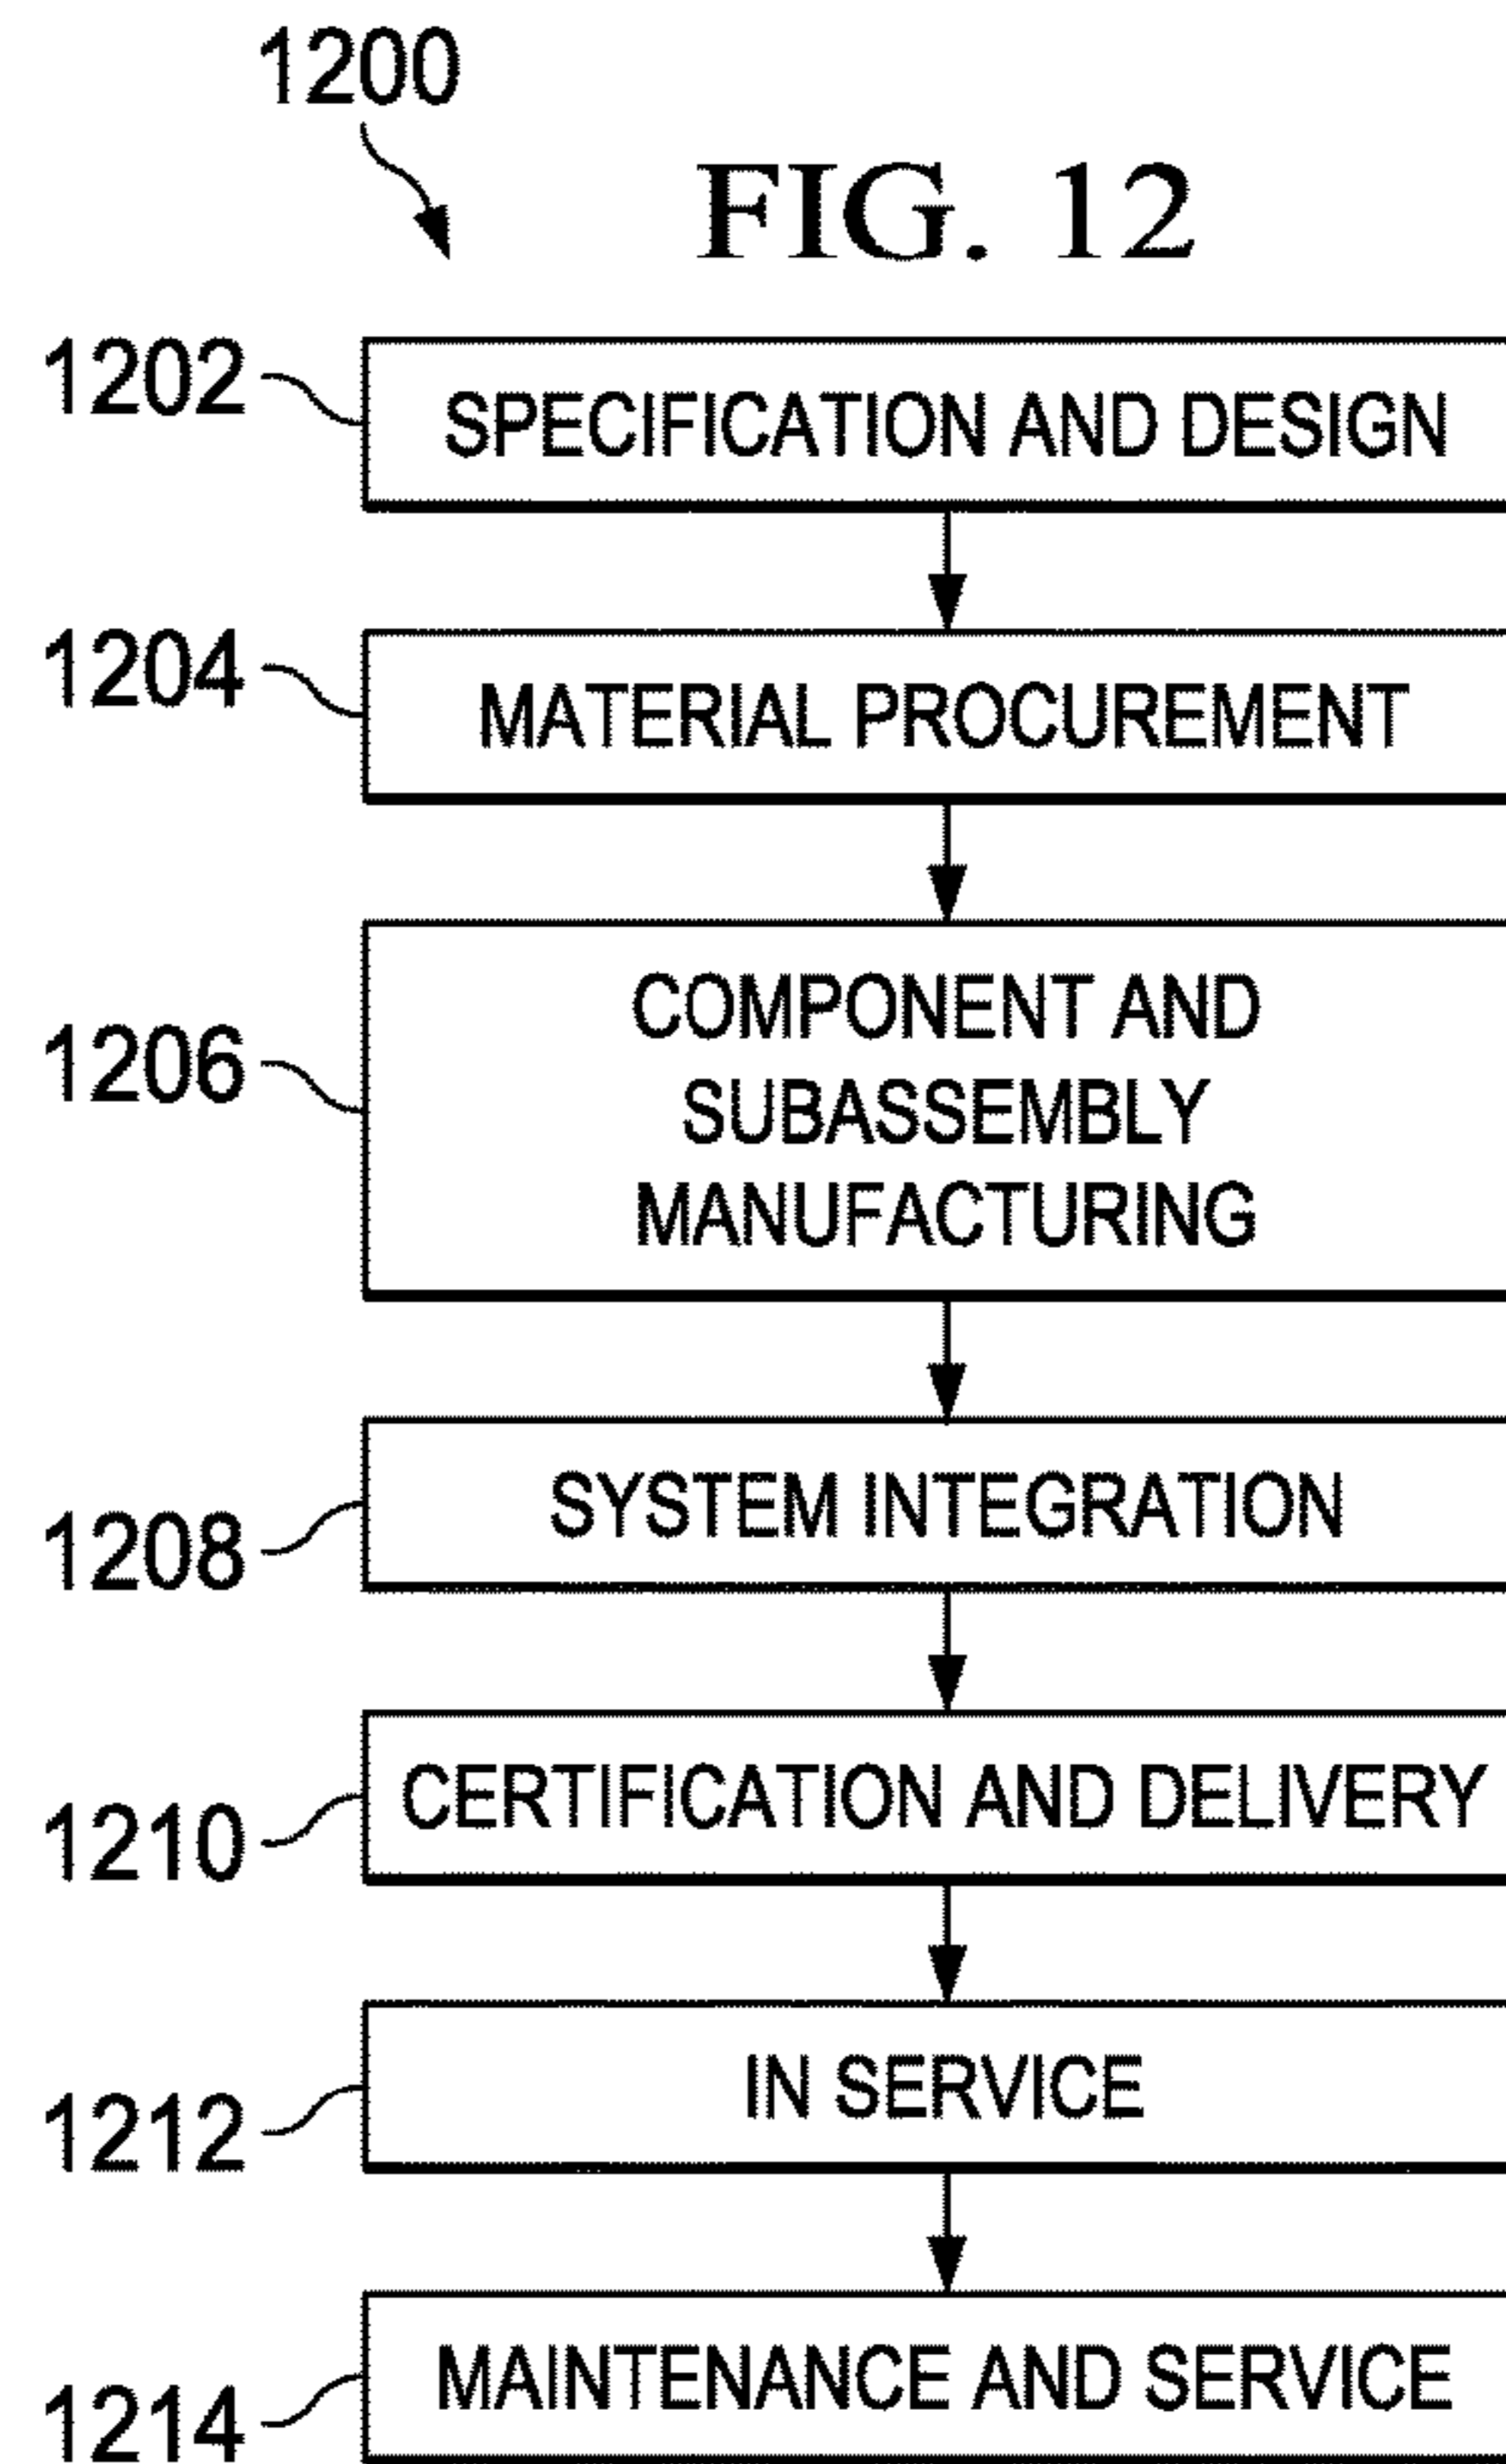 1200
FIG. 12
1202
SPECIFICATION AND DESIGN
1204
MATERIAL PROCUREMENT
1206
COMPONENT AND
SUBASSEMBLY
MANUFACTURING
1208
SYSTEM INTEGRATION
1210
CERTIFICATION AND DELIVERY
1212
IN SERVICE
1214
MAINTENANCE AND SERVICE